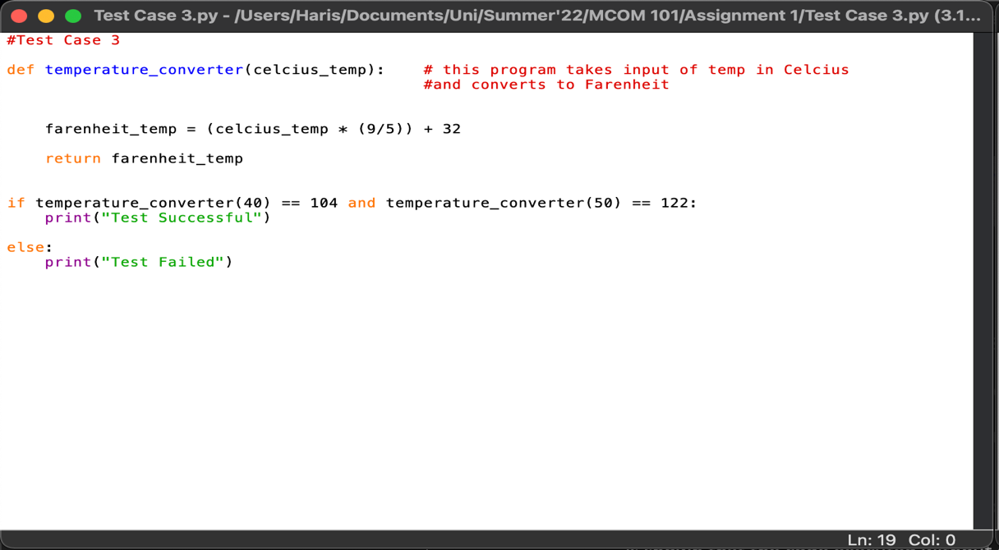 Test Case 3.py - /Users/Haris/Documents/Uni/Summer'22/MCOM 101/Assignment 1/Test Case 3.py (3.1...
#Test Case 3
def temperature_converter(celcius_temp):    # this program takes input of temp in Celcius
#and converts to Farenheit
farenheit_temp = (celcius_temp * (9/5)) + 32
return farenheit_temp
if temperature_converter(40) == 104 and temperature_converter(50) == 122:
print("Test Successful")
else:
print("Test Failed")
Ln: 19 Col: 0